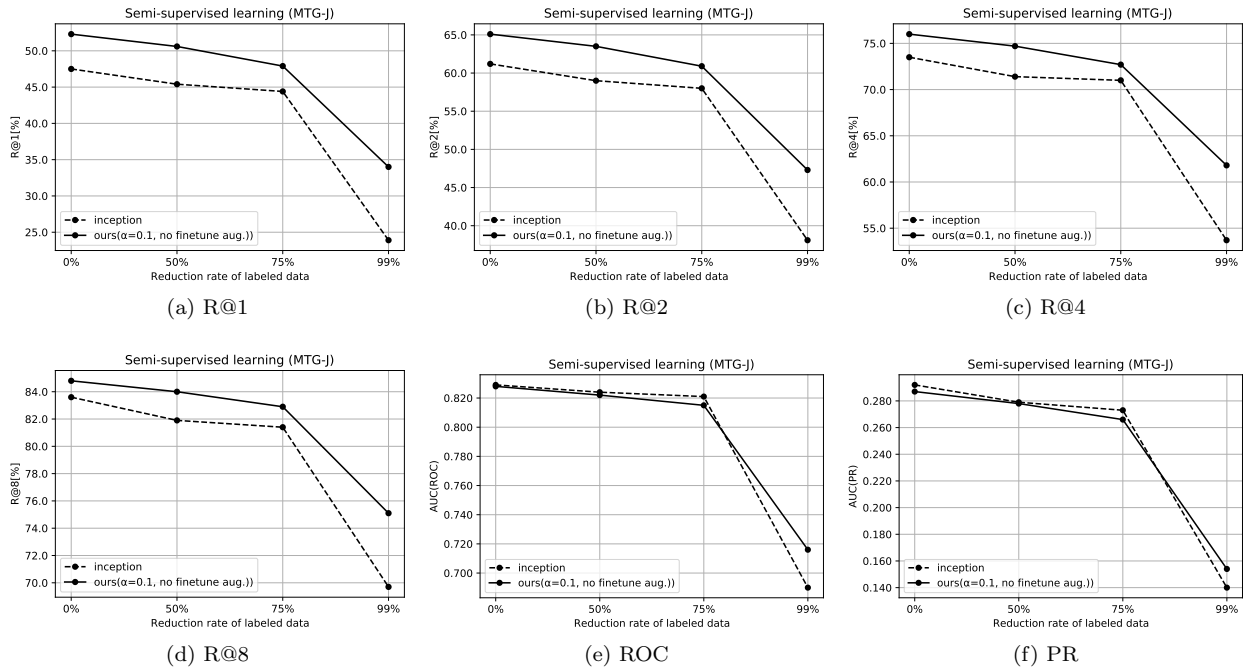 Semi-supervised learning (MTG-J)
R@1[%]
50.0
45.0
40.0
35.0
30.0
25.0
inception
ours(α=0.1, no finetune aug.))
0% 50% 75% 99%
Reduction rate of labeled data
(a) R@1
Semi-supervised learning (MTG-J)
R@2[%]
65.0
60.0
55.0
50.0
45.0
40.0
inception
ours(α=0.1, no finetune aug.))
0% 50% 75% 99%
Reduction rate of labeled data
(b) R@2
Semi-supervised learning (MTG-J)
R@4[%]
75.0
70.0
65.0
60.0
55.0
inception
ours(α=0.1, no finetune aug.))
0% 50% 75% 99%
Reduction rate of labeled data
(c) R@4
Semi-supervised learning (MTG-J)
R@8[%]
84.0
82.0
80.0
78.0
76.0
74.0
72.0
70.0
inception
ours(α=0.1, no finetune aug.))
0% 50% 75% 99%
Reduction rate of labeled data
(d) R@8
Semi-supervised learning (MTG-J)
AUC(ROC)
0.820
0.800
0.780
0.760
0.740
0.720
0.700
inception
ours(α=0.1, no finetune aug.))
0% 50% 75% 99%
Reduction rate of labeled data
(e) ROC
Semi-supervised learning (MTG-J)
AUC(PR)
0.280
0.260
0.240
0.220
0.200
0.180
0.160
0.140
inception
ours(α=0.1, no finetune aug.))
0% 50% 75% 99%
Reduction rate of labeled data
(f) PR